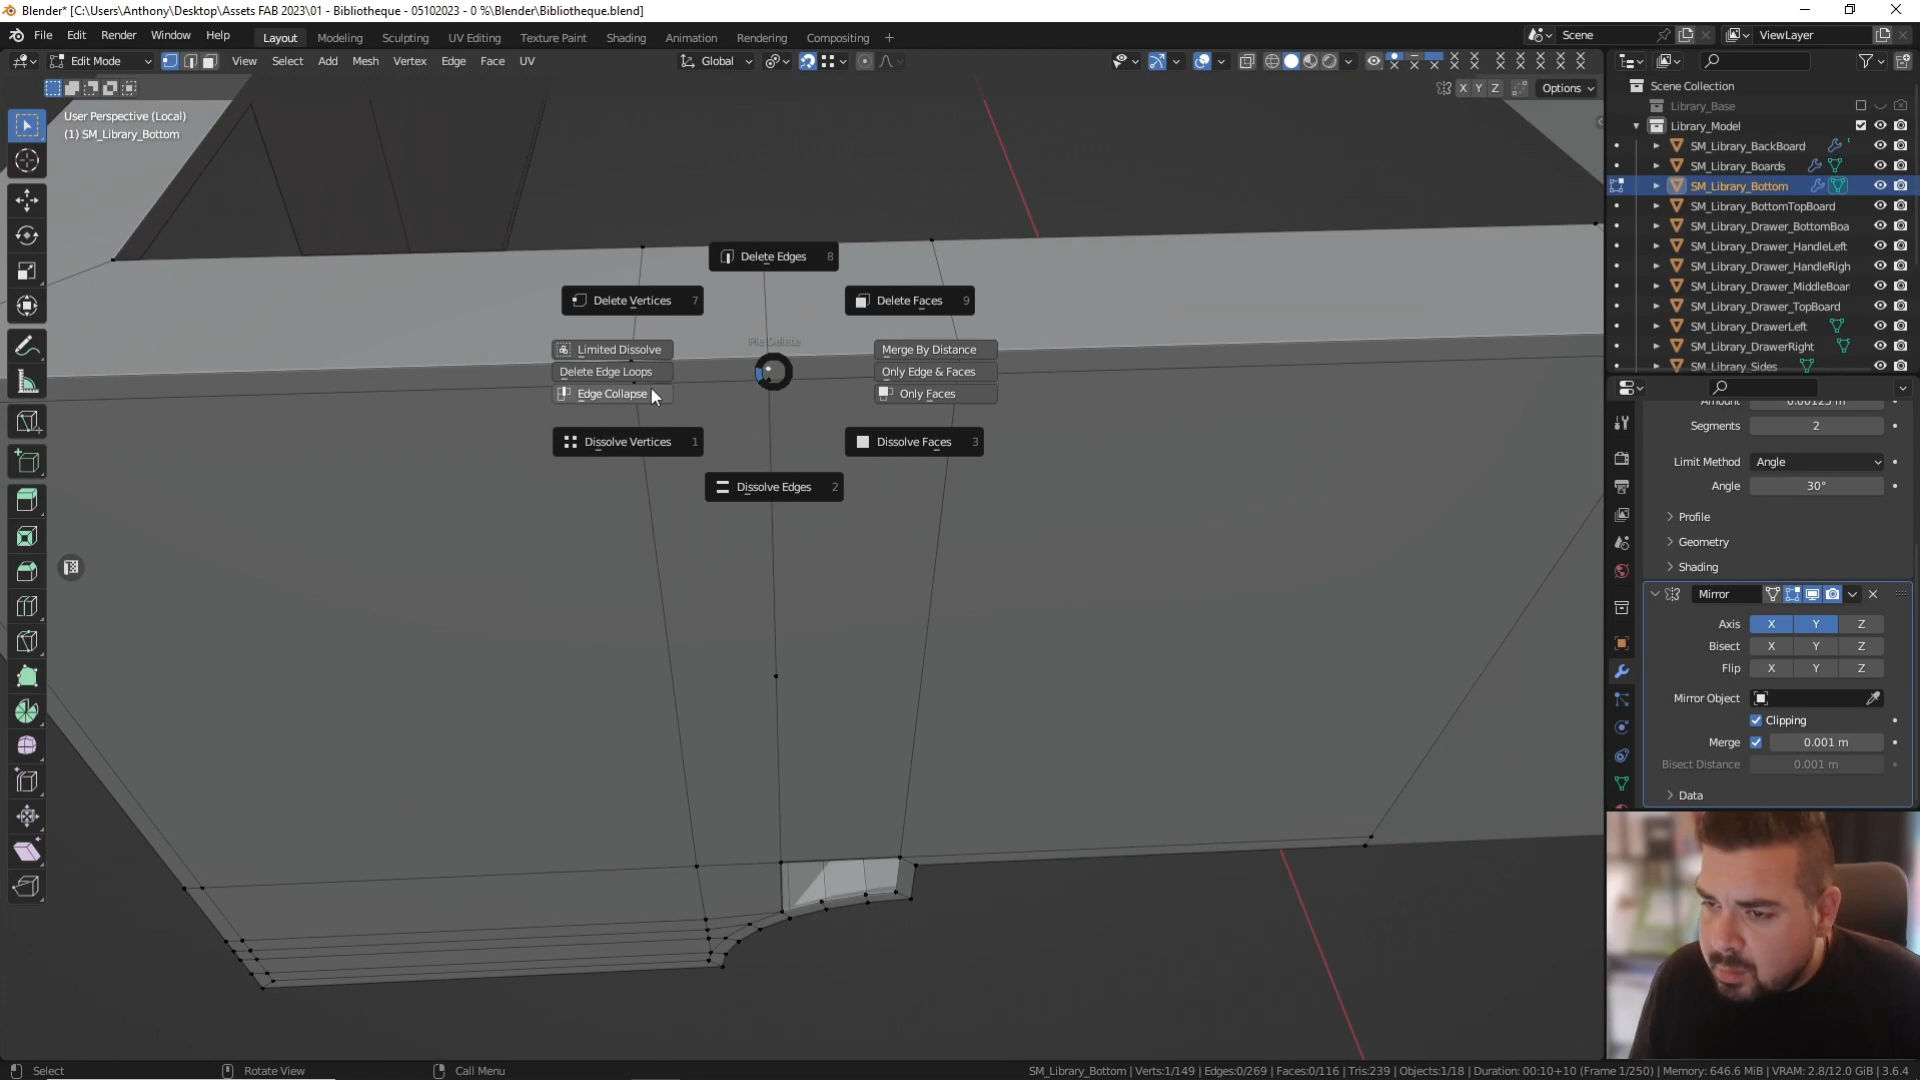 Blender* [C:\Users\Anthony\Desktop\Assets FAB 2023\01 - Bibliotheque - 05102023 - 0 %\Blender\Bibliotheque.blend]
File Edit Render Window Help
Layout Modeling Sculpting UV Editing Texture Paint Shading Animation Rendering Compositing +
Scene
ViewLayer
Edit Mode
View Select Add Mesh Vertex Edge Face UV
Global
X Y Z
Options
User Perspective (Local)
(1) SM_Library_Bottom
Delete Edges 8
Delete Vertices 7
Delete Faces 9
Pie Delete
Limited Dissolve
Merge By Distance
Delete Edge Loops
Only Edge & Faces
Edge Collapse
Only Faces
Dissolve Vertices 1
Dissolve Faces 3
Dissolve Edges 2
Scene Collection
Library_Base
Library_Model
SM_Library_BackBoard
SM_Library_Boards
SM_Library_Bottom
SM_Library_BottomTopBoard
SM_Library_Drawer_BottomBoa
SM_Library_Drawer_HandleLeft
SM_Library_Drawer_HandleRigh
SM_Library_Drawer_MiddleBoar
SM_Library_Drawer_TopBoard
SM_Library_DrawerLeft
SM_Library_DrawerRight
SM_Library_Sides
Amount 0.00125 m
Segments 2
Limit Method Angle
Angle 30°
Profile
Geometry
Shading
Mirror
Axis X Y Z
Bisect X Y Z
Flip X Y Z
Mirror Object
Clipping
Merge 0.001 m
Bisect Distance 0.001 m
Data
Select
Rotate View
Call Menu
SM_Library_Bottom | Verts:1/149 | Edges:0/269 | Faces:0/116 | Tris:239 | Objects:1/18 | Duration: 00:10+10 (Frame 1/250) | Memory: 646.6 MiB | VRAM: 2.8/12.0 GiB | 3.6.4